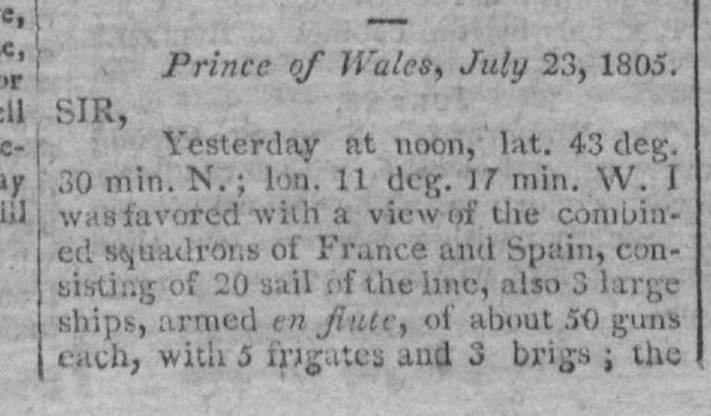 Prince of Wales, July 23, 1805.
SIR,
Yesterday at noon, lat. 43 deg.
30 min. N.; lon. 11 deg. 17 min. W. I
was favored with a view of the combin-
ed squadrons of France and Spain, con-
sisting of 20 sail of the line, also 3 large
ships, armed en flute, of about 50 guns
each, with 5 frigates and 3 brigs; the